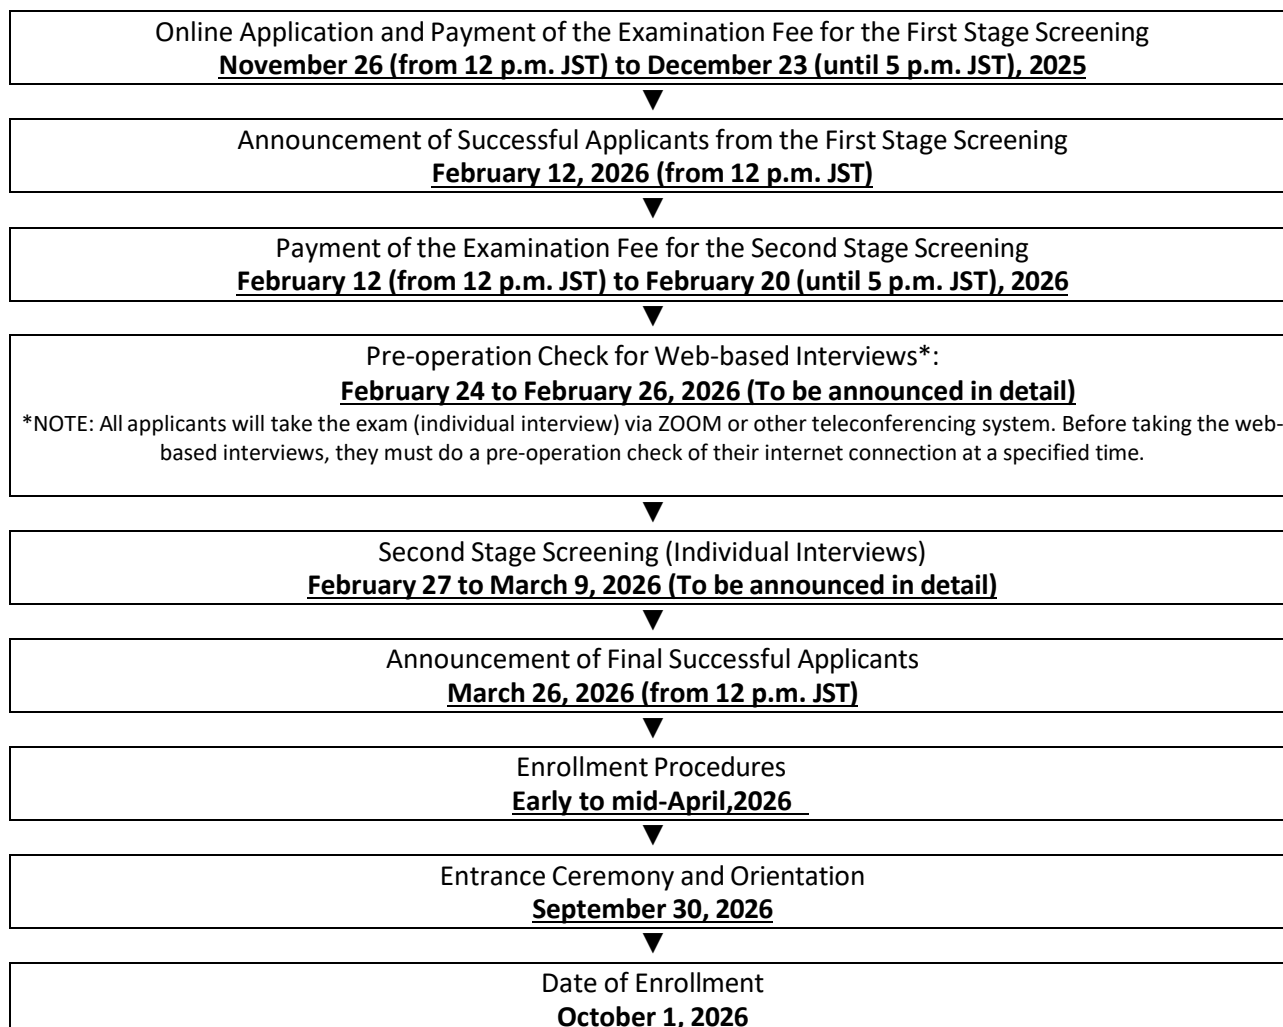 Online Application and Payment of the Examination Fee for the First Stage Screening
November 26 (from 12 p.m. JST) to December 23 (until 5 p.m. JST), 2025
▼
Announcement of Successful Applicants from the First Stage Screening
February 12, 2026 (from 12 p.m. JST)
▼
Payment of the Examination Fee for the Second Stage Screening
February 12 (from 12 p.m. JST) to February 20 (until 5 p.m. JST), 2026
▼
Pre-operation Check for Web-based Interviews*:
February 24 to February 26, 2026 (To be announced in detail)
*NOTE: All applicants will take the exam (individual interview) via ZOOM or other teleconferencing system. Before taking the web-
based interviews, they must do a pre-operation check of their internet connection at a specified time.
▼
Second Stage Screening (Individual Interviews)
February 27 to March 9, 2026 (To be announced in detail)
▼
Announcement of Final Successful Applicants
March 26, 2026 (from 12 p.m. JST)
▼
Enrollment Procedures
Early to mid-April,2026
▼
Entrance Ceremony and Orientation
September 30, 2026
▼
Date of Enrollment
October 1, 2026